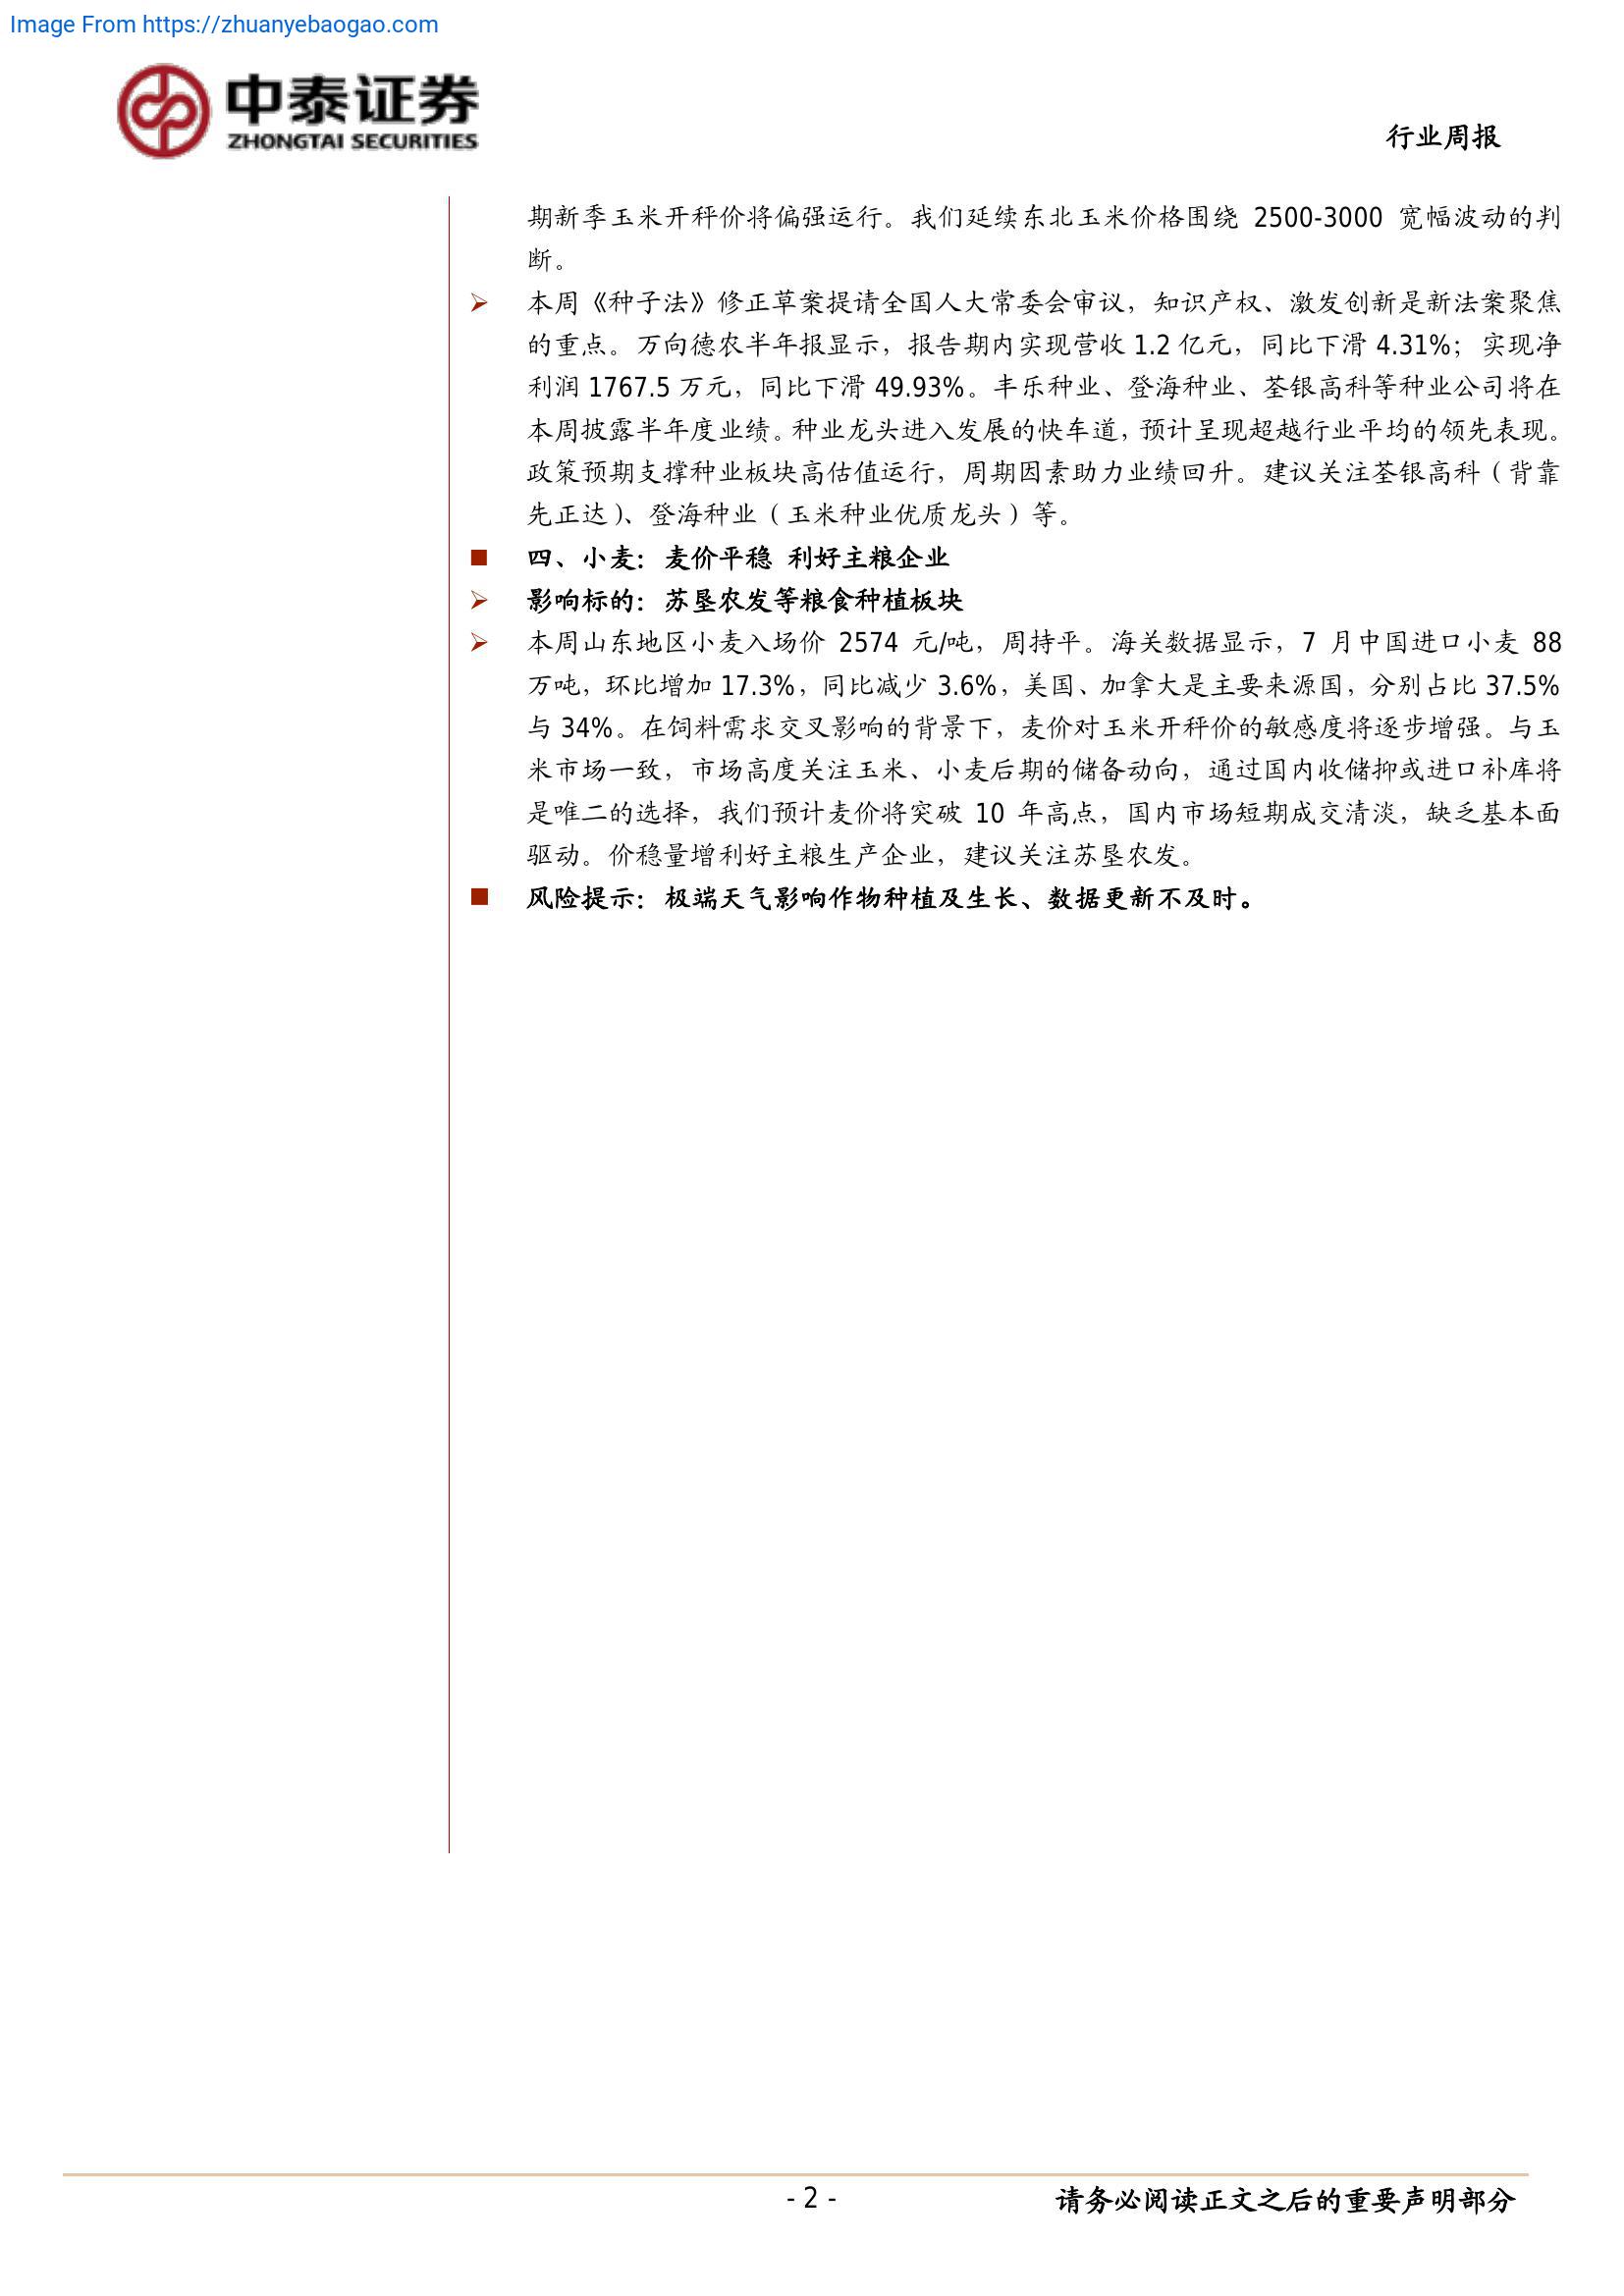 Image From https://zhuanyebaogao.com
中泰证券
ZHONGTAI SECURITIES
行业周报
期新季玉米开秤价将偏强运行。我们延续东北玉米价格围绕 2500-3000 宽幅波动的判
断。
本周《种子法》修正草案提请全国人大常委会审议，知识产权、激发创新是新法案聚焦
的重点。万向德农半年报显示，报告期内实现营收 1.2 亿元，同比下滑 4.31%；实现净
利润 1767.5 万元，同比下滑 49.93%。丰乐种业、登海种业、荃银高科等种业公司将在
本周披露半年度业绩。种业龙头进入发展的快车道，预计呈现超越行业平均的领先表现。
政策预期支撑种业板块高估值运行，周期因素助力业绩回升。建议关注荃银高科（背靠
先正达）、登海种业（玉米种业优质龙头）等。
四、小麦：麦价平稳 利好主粮企业
影响标的：苏垦农发等粮食种植板块
本周山东地区小麦入场价 2574 元/吨，周持平。海关数据显示，7 月中国进口小麦 88
万吨，环比增加 17.3%，同比减少 3.6%，美国、加拿大是主要来源国，分别占比 37.5%
与 34%。在饲料需求交叉影响的背景下，麦价对玉米开秤价的敏感度将逐步增强。与玉
米市场一致，市场高度关注玉米、小麦后期的储备动向，通过国内收储抑或进口补库将
是唯二的选择，我们预计麦价将突破 10 年高点，国内市场短期成交清淡，缺乏基本面
驱动。价稳量增利好主粮生产企业，建议关注苏垦农发。
风险提示：极端天气影响作物种植及生长、数据更新不及时。
- 2 -
请务必阅读正文之后的重要声明部分